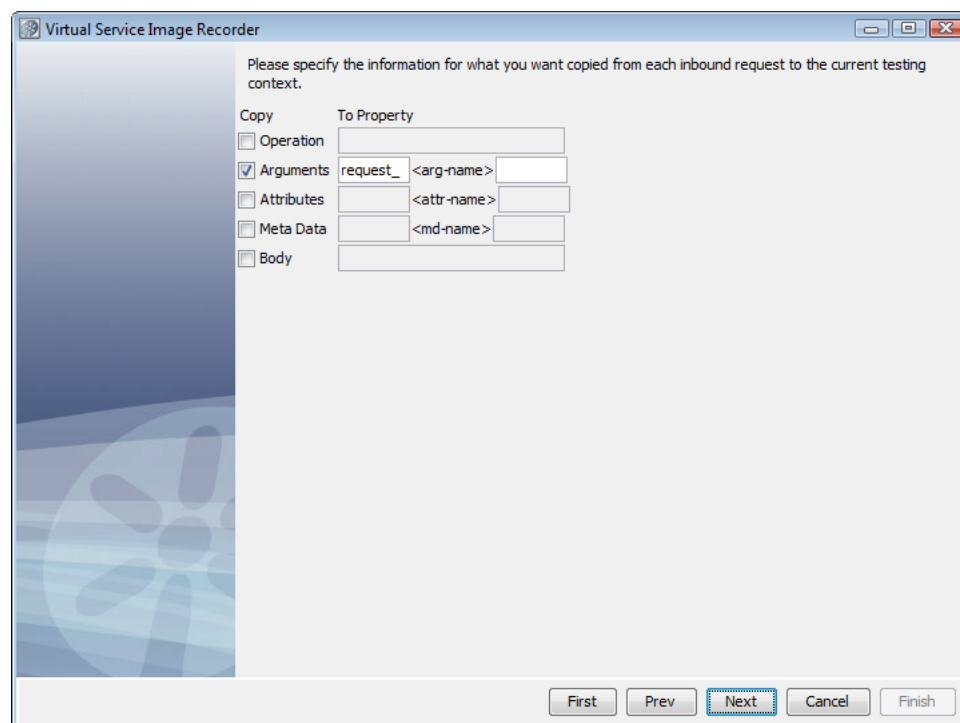 Virtual Service Image Recorder
Please specify the information for what you want copied from each inbound request to the current testing
context.
Copy To Property
Operation
Arguments request_ <arg-name>
Attributes <attr-name>
Meta Data <md-name>
Body
First Prev Next Cancel Finish